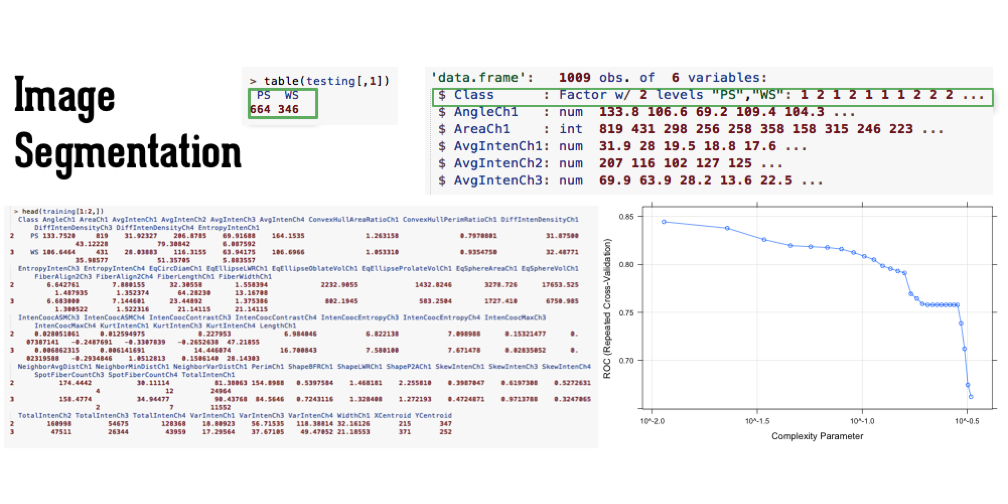 Image
Segmentation
> table(testing[,1])
PS WS
664 346
'data.frame': 1009 obs. of 6 variables:
$ Class : Factor w/ 2 levels "PS","WS": 1 2 1 2 1 1 1 2 2 2 ...
$ AngleCh1 : num 133.8 106.6 69.2 109.4 104.3 ...
$ AreaCh1 : int 819 431 298 256 258 358 158 315 246 223 ...
$ AvgIntenCh1: num 31.9 28 19.5 18.8 17.6 ...
$ AvgIntenCh2: num 207 116 102 127 125 ...
$ AvgIntenCh3: num 69.9 63.9 28.2 13.6 22.5 ...
> head(training[1:2,])
Class AngleCh1 AreaCh1 AvgIntenCh1 AvgIntenCh2 AvgIntenCh3 AvgIntenCh4 ConvexHullAreaRatioCh1 ConvexHullPerimRatioCh1 DiffIntenDensityCh1
DiffIntenDensityCh3 DiffIntenDensityCh4 EntropyIntenCh1
2 PS 133.7520 819 31.92327 206.8785 69.91688 164.1535 1.263158 0.7970801 31.87500
43.12228 79.30842 6.087592
3 WS 106.6464 431 28.03883 116.3155 63.94175 106.6966 1.053310 0.9354750 32.48771
35.98577 51.35705 5.883557
EntropyIntenCh3 EntropyIntenCh4 EqCircDiamCh1 EqEllipseLWRCh1 EqEllipseOblateVolCh1 EqEllipseProlateVolCh1 EqSphereAreaCh1 EqSphereVolCh1
FiberAlign2Ch3 FiberAlign2Ch4 FiberLengthCh1 FiberWidthCh1
2 6.642761 7.880155 32.30558 1.558394 2232.9055 1432.8246 3278.726 17653.525
1.487935 1.352374 64.28230 13.16708
3 6.683000 7.144601 23.44892 1.375386 802.1945 583.2504 1727.410 6750.985
1.300522 1.522316 21.14115 21.14115
IntenCoocASMCh3 IntenCoocASMCh4 IntenCoocContrastCh3 IntenCoocContrastCh4 IntenCoocEntropyCh3 IntenCoocEntropyCh4 IntenCoocMaxCh3
IntenCoocMaxCh4 KurtIntenCh1 KurtIntenCh3 KurtIntenCh4 LengthCh1
2 0.028051061 0.012594975 8.227953 6.984046 6.822138 7.098988 0.15321477 0.
07387141 -0.2487691 -0.3307839 -0.2652638 47.21855
3 0.006862315 0.006141691 14.446074 16.700843 7.580100 7.671478 0.02835052 0.
02319588 -0.2934846 1.0512813 0.1506140 28.14303
NeighborAvgDistCh1 NeighborMinDistCh1 NeighborVarDistCh1 PerimCh1 ShapeBFRCh1 ShapeLWRCh1 ShapeP2ACh1 SkewIntenCh1 SkewIntenCh3 SkewIntenCh4
SpotFiberCountCh3 SpotFiberCountCh4 TotalIntenCh1
2 174.4442 30.11114 81.38063 154.8988 0.5397584 1.468181 2.255810 0.3987047 0.6197308 0.5272631
4 12 24964
3 158.4774 34.94477 90.43768 84.5646 0.7243116 1.328408 1.272193 0.4724871 0.9713788 0.3247065
2 7 11552
TotalIntenCh2 TotalIntenCh3 TotalIntenCh4 VarIntenCh1 VarIntenCh3 VarIntenCh4 WidthCh1 XCentroid YCentroid
2 160998 54675 128368 18.80923 56.71535 118.38814 32.16126 215 347
3 47511 26344 43959 17.29564 37.67105 49.47052 21.18553 371 252
0.85
0.80
0.75
0.70
ROC (Repeated Cross-Validation)
10^-2.0 10^-1.5 10^-1.0 10^-0.5
Complexity Parameter